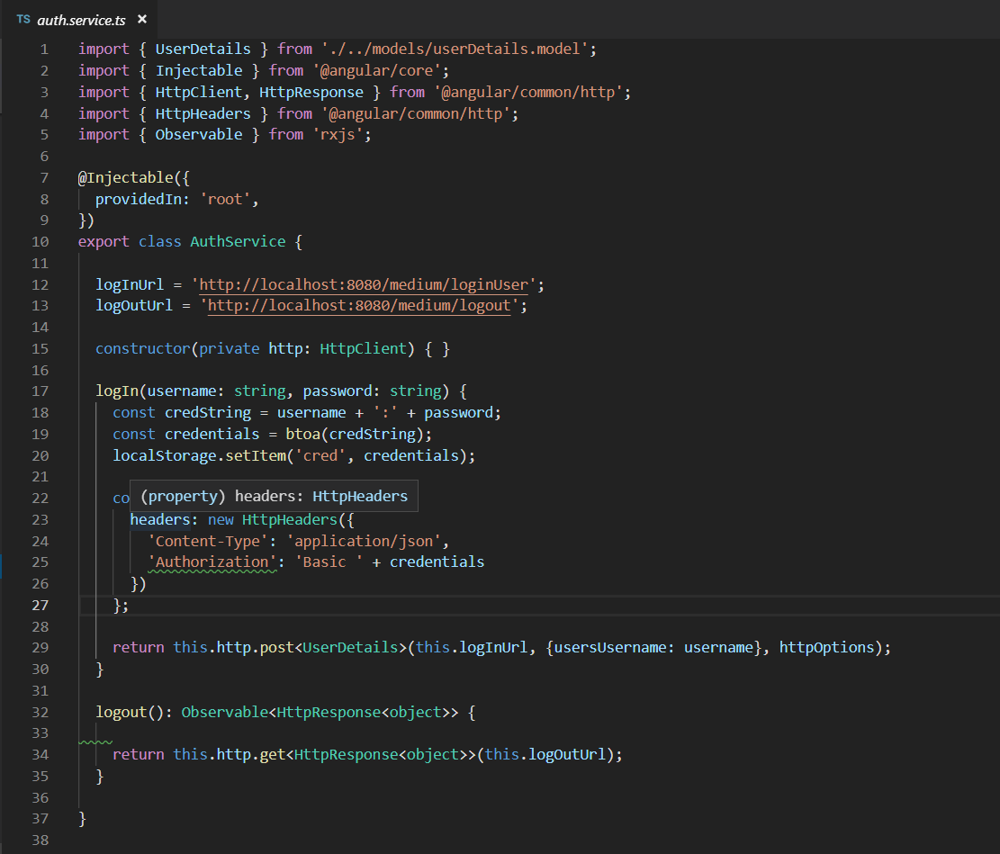 TS auth.service.ts ×
1 import { UserDetails } from './../models/userDetails.model';
2 import { Injectable } from '@angular/core';
3 import { HttpClient, HttpResponse } from '@angular/common/http';
4 import { HttpHeaders } from '@angular/common/http';
5 import { Observable } from 'rxjs';
6
7 @Injectable({
8   providedIn: 'root',
9 })
10 export class AuthService {
11
12   logInUrl = 'http://localhost:8080/medium/loginUser';
13   logOutUrl = 'http://localhost:8080/medium/logout';
14
15   constructor(private http: HttpClient) { }
16
17   logIn(username: string, password: string) {
18     const credString = username + ':' + password;
19     const credentials = btoa(credString);
20     localStorage.setItem('cred', credentials);
21
22     co (property) headers: HttpHeaders
23       headers: new HttpHeaders({
24         'Content-Type': 'application/json',
25         'Authorization': 'Basic ' + credentials
26       })
27     };
28
29     return this.http.post<UserDetails>(this.logInUrl, {usersUsername: username}, httpOptions);
30   }
31
32   logout(): Observable<HttpResponse<object>> {
33
34     return this.http.get<HttpResponse<object>>(this.logOutUrl);
35   }
36
37 }
38